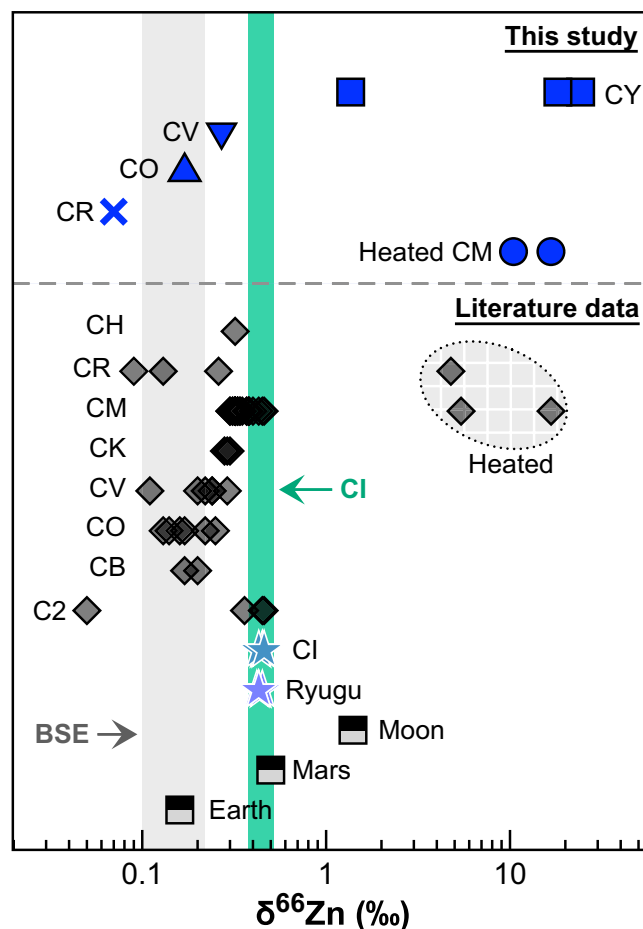 This study
CY
CV
CO
CR
Heated CM
Literature data
CH
CR
CM
CK
Heated
CV
CI
CO
CB
C2
CI
Ryugu
BSE
Moon
Mars
Earth
0.1 1 10
δ⁶⁶Zn (‰)